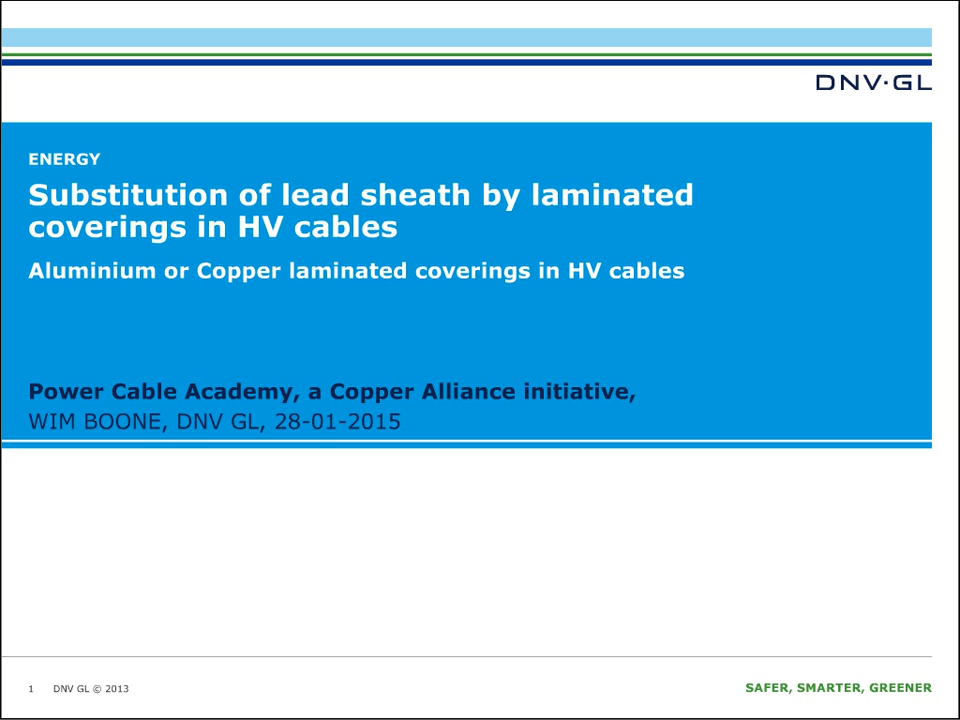 DNV·GL
ENERGY
Substitution of lead sheath by laminated
coverings in HV cables
Aluminium or Copper laminated coverings in HV cables
Power Cable Academy, a Copper Alliance initiative,
WIM BOONE, DNV GL, 28-01-2015
1 DNV GL © 2013
SAFER, SMARTER, GREENER